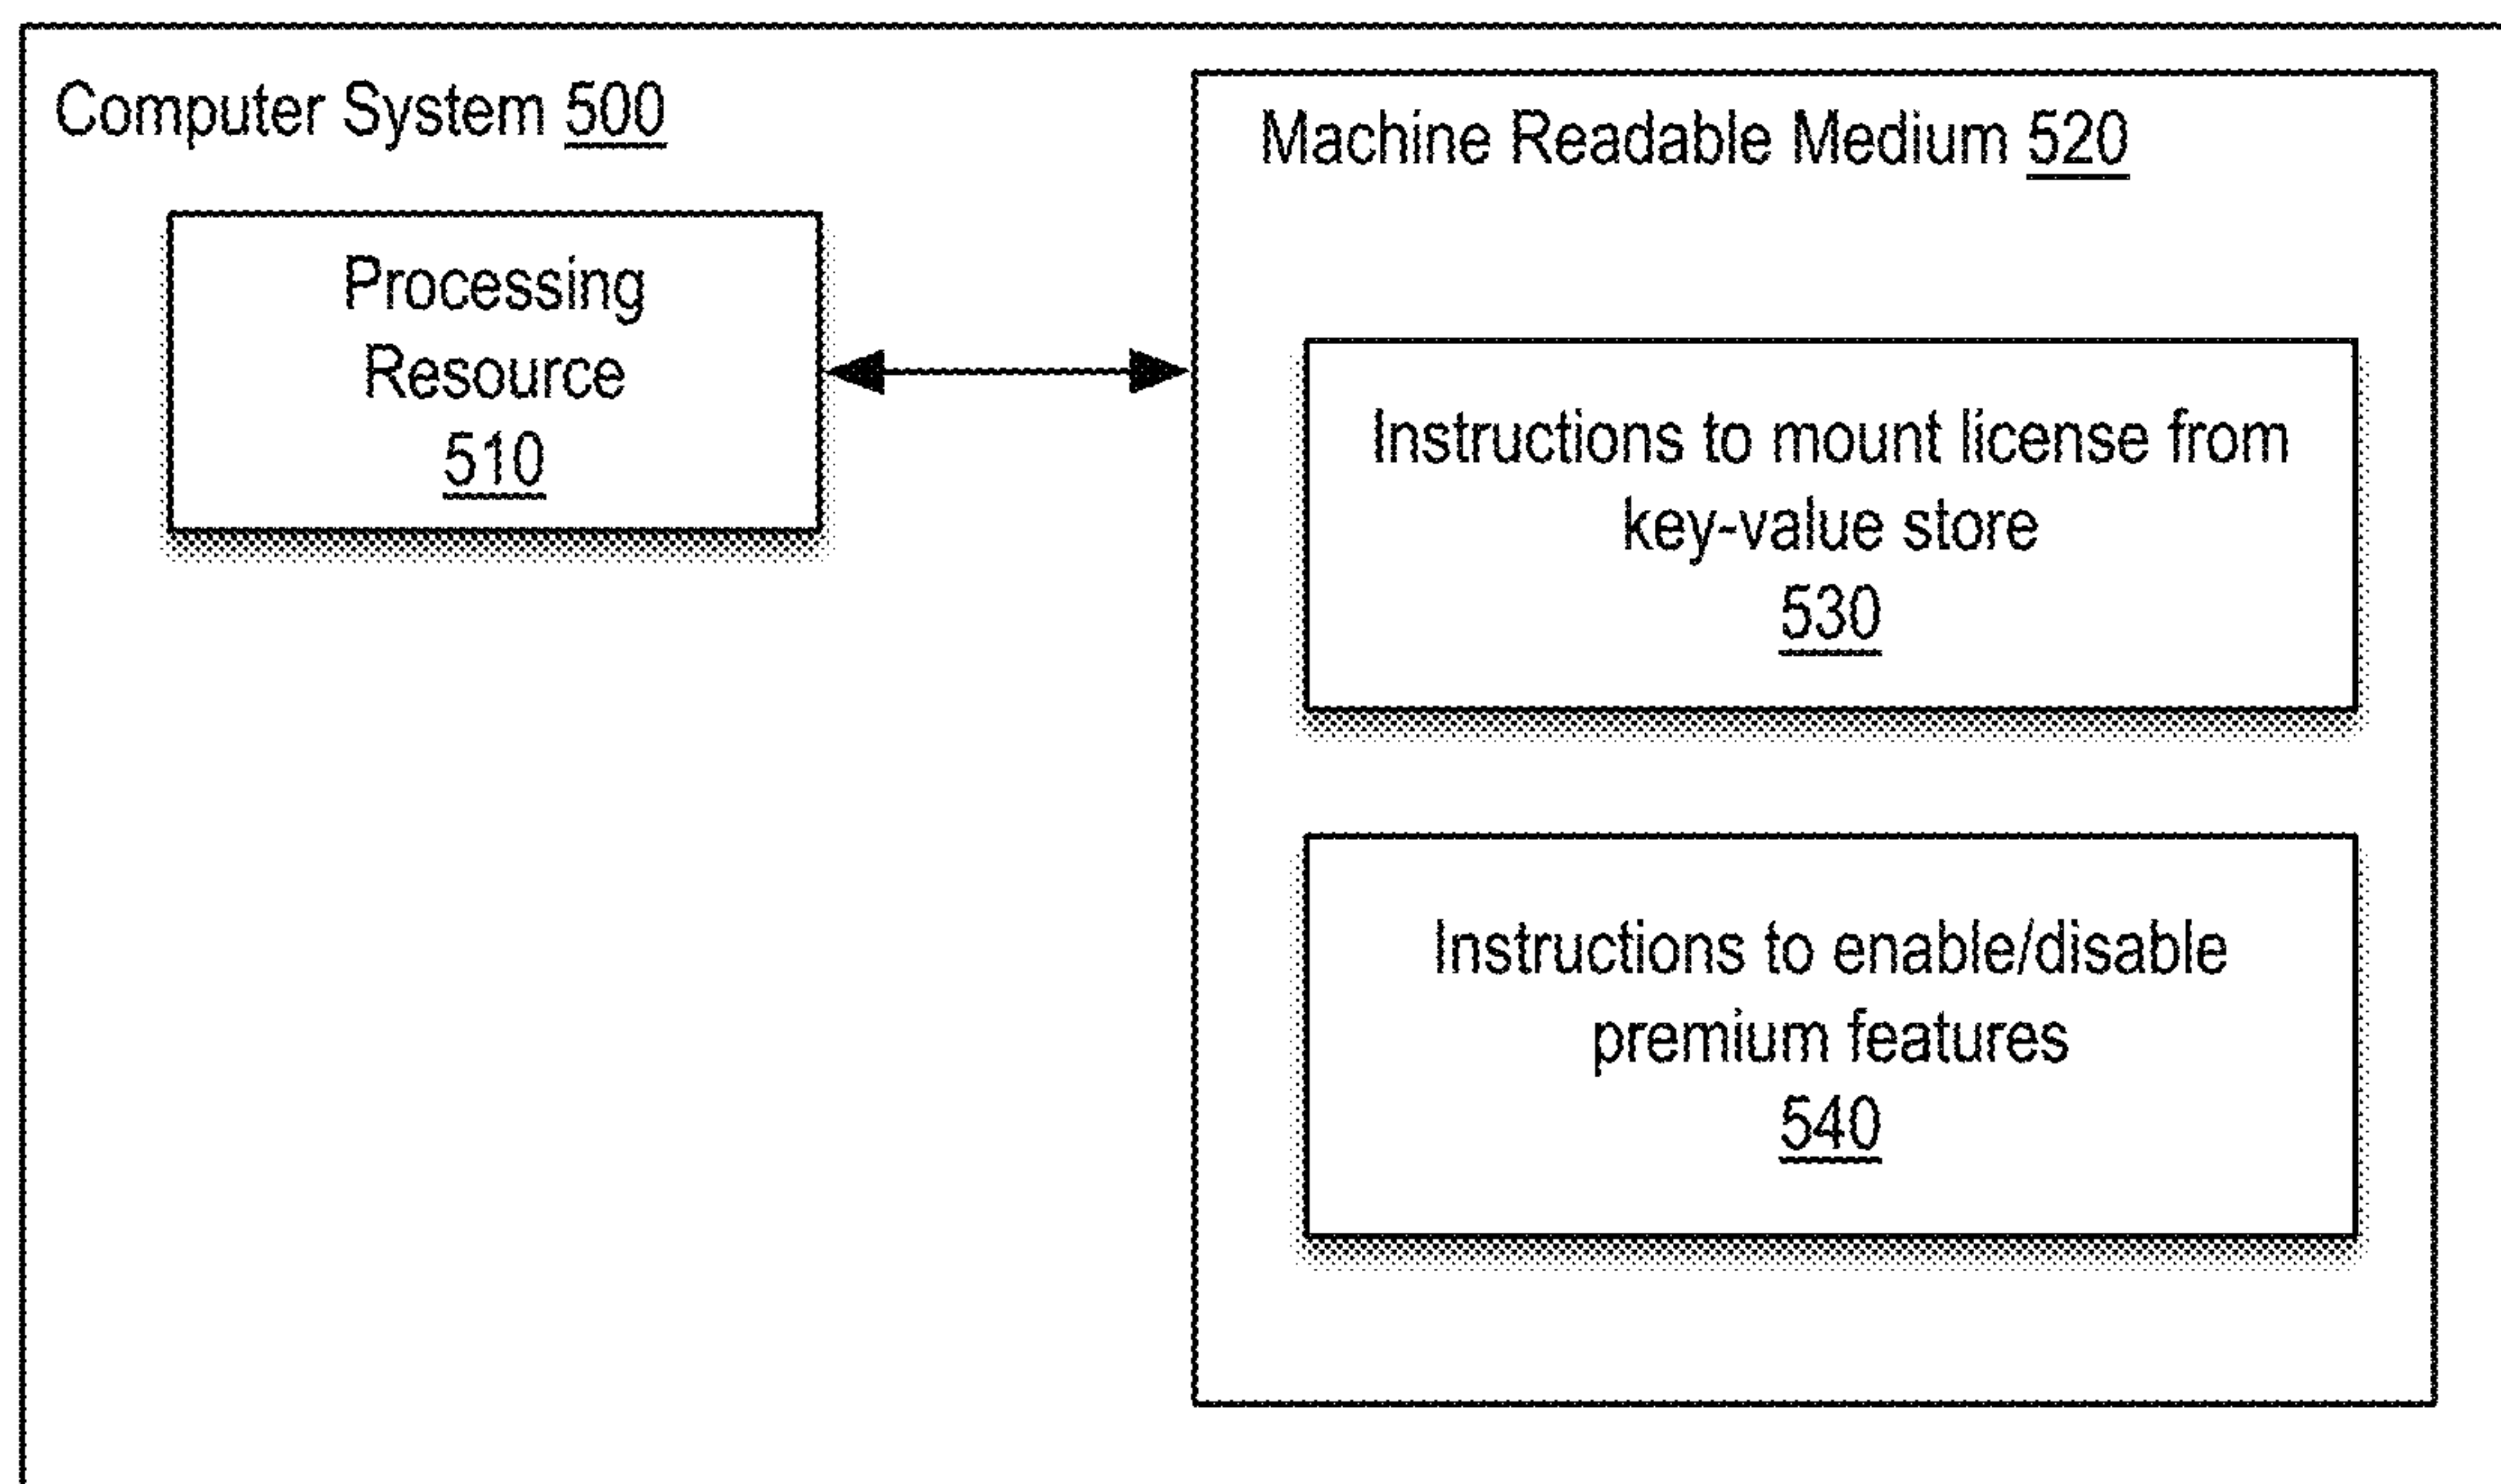 Computer System 500
Processing
Resource
510
Machine Readable Medium 520
Instructions to mount license from
key-value store
530
Instructions to enable/disable
premium features
540